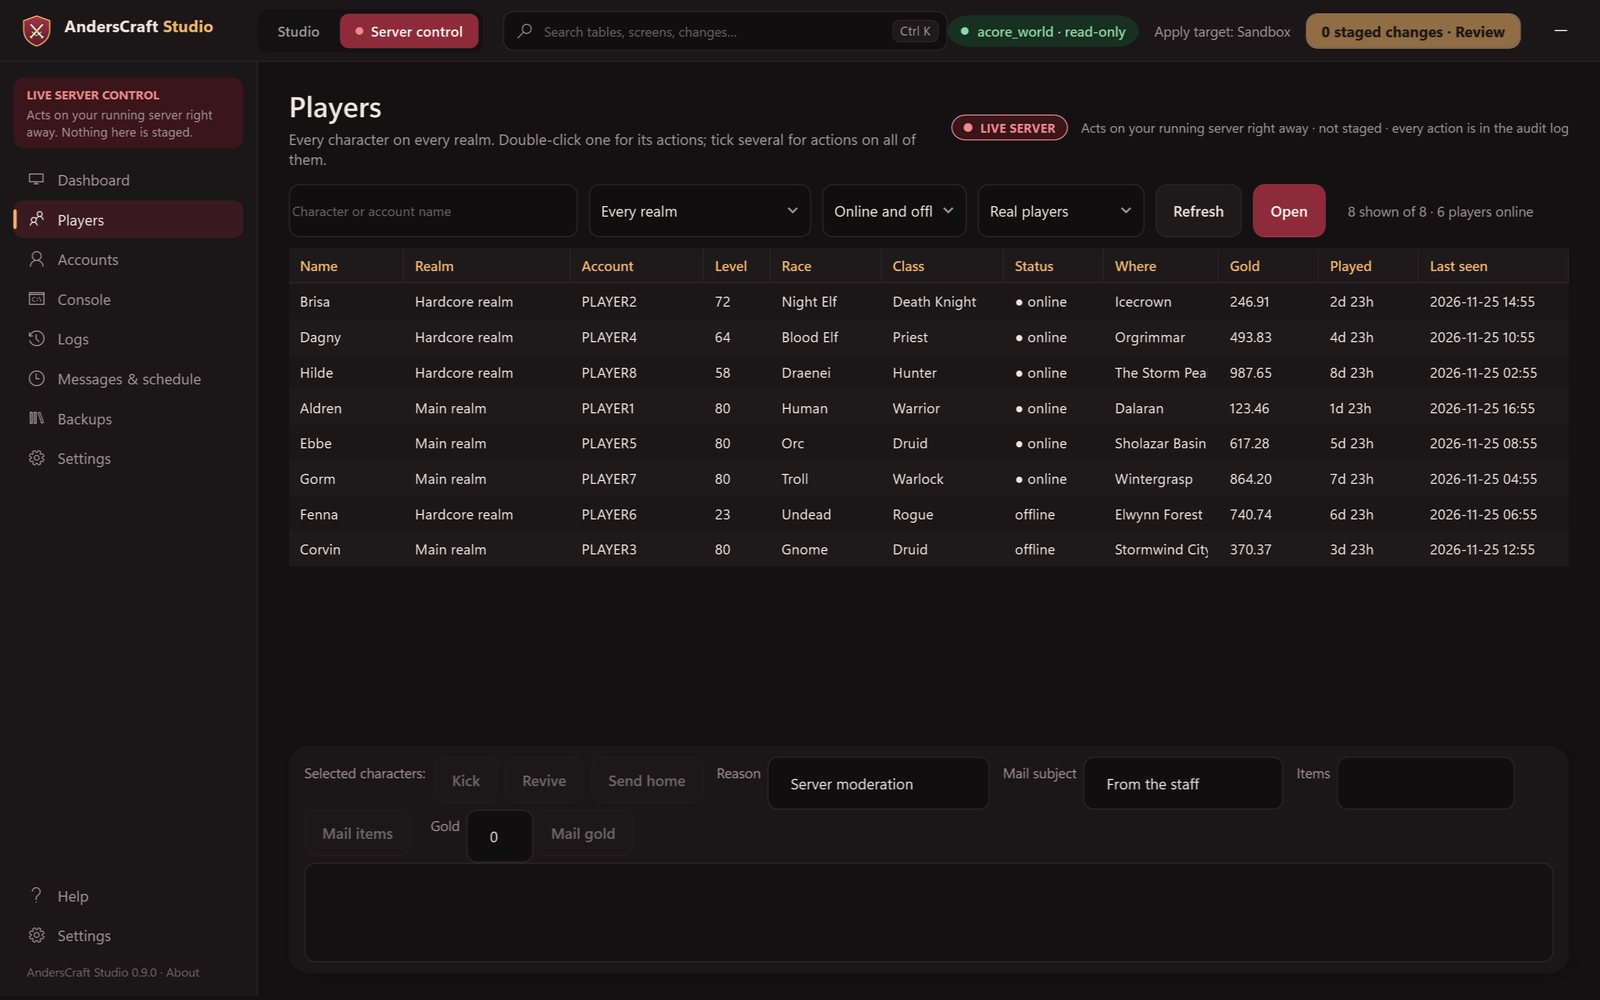 AndersCraft Studio
Studio
Server control
Search tables, screens, changes...
Ctrl K
acore_world · read-only
Apply target: Sandbox
0 staged changes · Review
LIVE SERVER CONTROL
Acts on your running server right
away. Nothing here is staged.
Dashboard
Players
Accounts
Console
Logs
Messages & schedule
Backups
Settings
Help
Settings
AndersCraft Studio 0.9.0 · About
Players
Every character on every realm. Double-click one for its actions; tick several for actions on all of
them.
LIVE SERVER
Acts on your running server right away · not staged · every action is in the audit log
Character or account name
Every realm
Online and offl
Real players
Refresh
Open
8 shown of 8 · 6 players online
Name Realm Account Level Race Class Status Where Gold Played Last seen
Brisa Hardcore realm PLAYER2 72 Night Elf Death Knight ● online Icecrown 246.91 2d 23h 2026-11-25 14:55
Dagny Hardcore realm PLAYER4 64 Blood Elf Priest ● online Orgrimmar 493.83 4d 23h 2026-11-25 10:55
Hilde Hardcore realm PLAYER8 58 Draenei Hunter ● online The Storm Pea 987.65 8d 23h 2026-11-25 02:55
Aldren Main realm PLAYER1 80 Human Warrior ● online Dalaran 123.46 1d 23h 2026-11-25 16:55
Ebbe Main realm PLAYER5 80 Orc Druid ● online Sholazar Basin 617.28 5d 23h 2026-11-25 08:55
Gorm Main realm PLAYER7 80 Troll Warlock ● online Wintergrasp 864.20 7d 23h 2026-11-25 04:55
Fenna Hardcore realm PLAYER6 23 Undead Rogue offline Elwynn Forest 740.74 6d 23h 2026-11-25 06:55
Corvin Main realm PLAYER3 80 Gnome Druid offline Stormwind City 370.37 3d 23h 2026-11-25 12:55
Selected characters:
Kick
Revive
Send home
Reason
Server moderation
Mail subject
From the staff
Items
Mail items
Gold
0
Mail gold